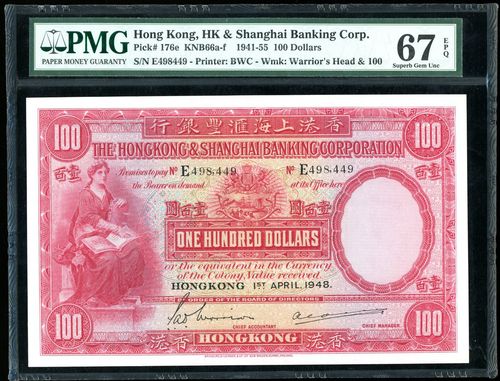 PMG
PAPER MONEY GUARANTY
Hong Kong, HK & Shanghai Banking Corp.
Pick# 176e KNB66a-f 1941-55 100 Dollars
S/N E498449 - Printer: BWC - Wmk: Warrior's Head & 100
67 EPQ
Superb Gem Unc
100 行銀豐滙海上港香 100
THE HONGKONG & SHANGHAI BANKING CORPORATION
Promises to pay Nº E498,449 Nº E498,449
the Bearer on demand at its Office here
百壹 百壹
圓百壹 圓百壹
ONE HUNDRED DOLLARS
or the equivalent in the Currency
of the Colony, Value received.
HONGKONG 1ST APRIL, 1948.
BY ORDER OF THE BOARD OF DIRECTORS
CHIEF ACCOUNTANT CHIEF MANAGER
100 港香 HONGKONG 港香 100